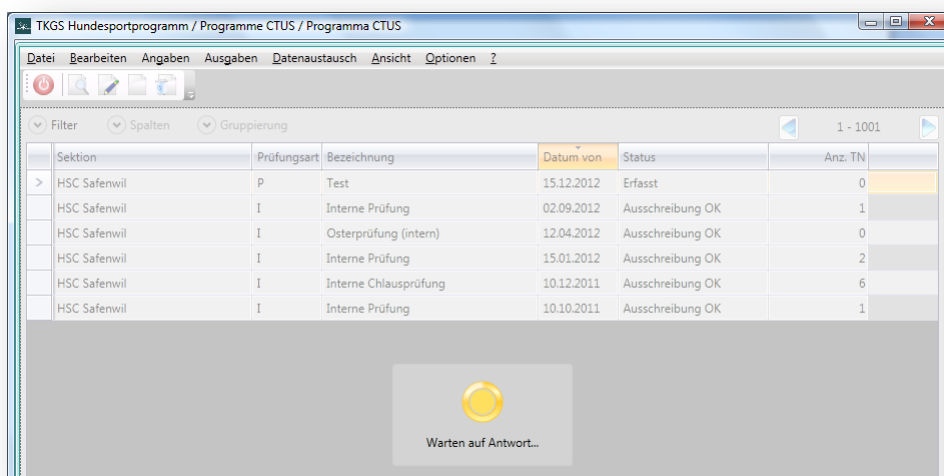 TKGS Hundesportprogramm / Programme CTUS / Programma CTUS
Datei Bearbeiten Angaben Ausgaben Datenaustausch Ansicht Optionen ?
Filter Spalten Gruppierung 1 - 1001
Sektion Prüfungsart Bezeichnung Datum von Status Anz. TN
> HSC Safenwil P Test 15.12.2012 Erfasst 0
HSC Safenwil I Interne Prüfung 02.09.2012 Ausschreibung OK 1
HSC Safenwil I Osterprüfung (intern) 12.04.2012 Ausschreibung OK 0
HSC Safenwil I Interne Prüfung 15.01.2012 Ausschreibung OK 2
HSC Safenwil I Interne Chlausprüfung 10.12.2011 Ausschreibung OK 6
HSC Safenwil I Interne Prüfung 10.10.2011 Ausschreibung OK 1
Warten auf Antwort...